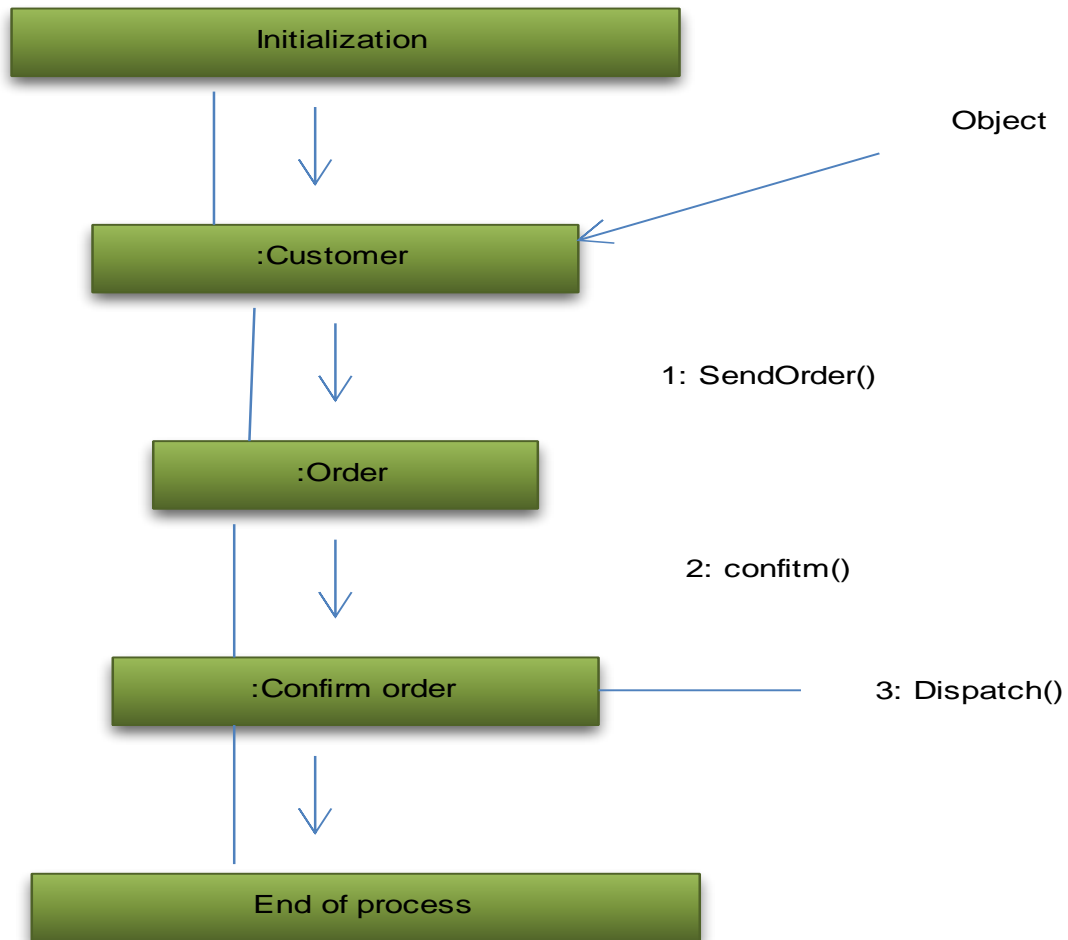 Initialization
Object
:Customer
1: SendOrder()
:Order
2: confitm()
:Confirm order
3: Dispatch()
End of process